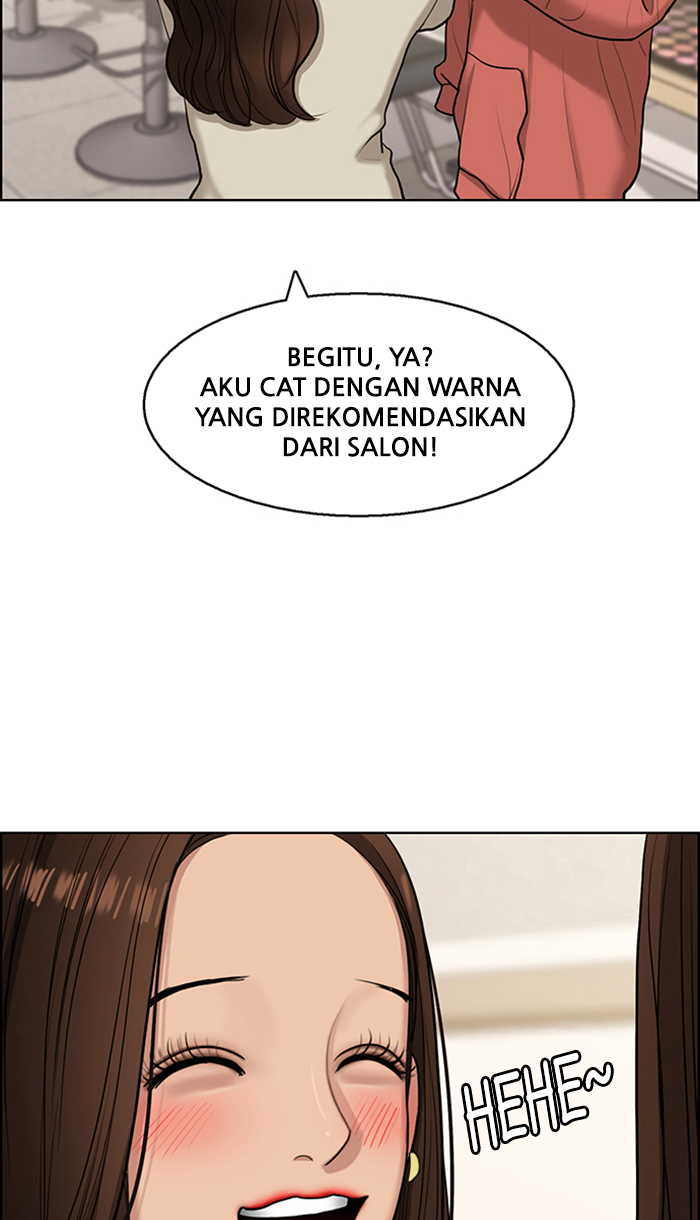 BEGITU, YA?
AKU CAT DENGAN WARNA
YANG DIREKOMENDASIKAN
DARI SALON!
HEHE~